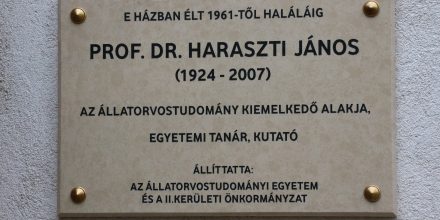 E HÁZBAN ÉLT 1961-TŐL HALÁLÁIG
PROF. DR. HARASZTI JÁNOS
(1924 - 2007)
AZ ÁLLATORVOSTUDOMÁNY KIEMELKEDŐ ALAKJA,
EGYETEMI TANÁR, KUTATÓ
ÁLLÍTTATTA:
AZ ÁLLATORVOSTUDOMÁNYI EGYETEM
ÉS A II.KERÜLETI ÖNKORMÁNYZAT